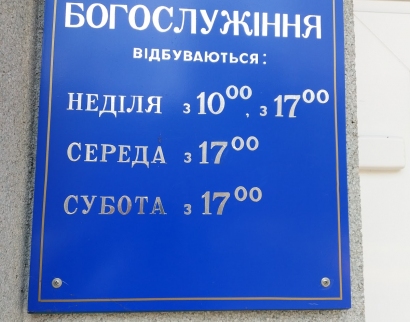 БОГОСЛУЖІННЯ
ВІДБУВАЮТЬСЯ:
НЕДІЛЯ з 10⁰⁰, з 17⁰⁰
СЕРЕДА з 17⁰⁰
СУБОТА з 17⁰⁰